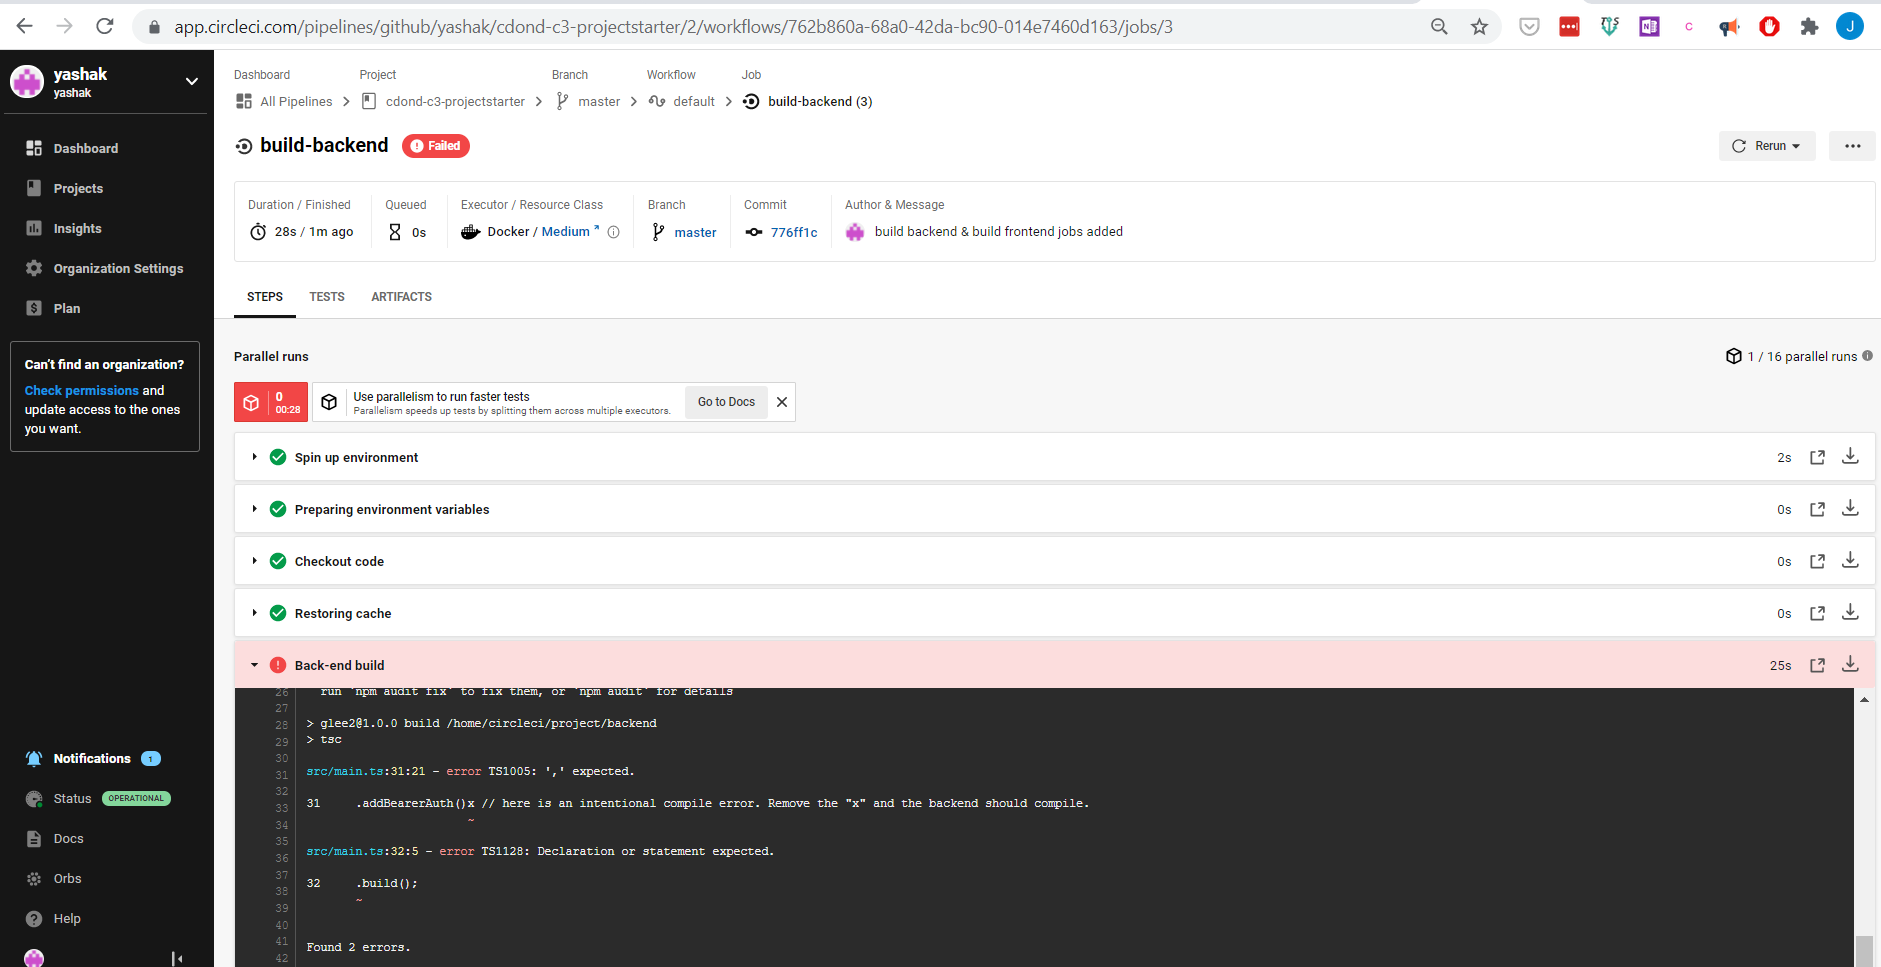 app.circleci.com/pipelines/github/yashak/cdond-c3-projectstarter/2/workflows/762b860a-68a0-42da-bc90-014e7460d163/jobs/3
J
yashak
yashak
Dashboard
Projects
Insights
Organization Settings
Plan
Can't find an organization?
Check permissions and
update access to the ones
you want.
Notifications 1
Status OPERATIONAL
Docs
Orbs
Help
Dashboard Project Branch Workflow Job
All Pipelines cdond-c3-projectstarter master default build-backend (3)
build-backend Failed
Rerun
Duration / Finished Queued Executor / Resource Class Branch Commit Author & Message
28s / 1m ago 0s Docker / Medium master 776ff1c build backend & build frontend jobs added
STEPS TESTS ARTIFACTS
Parallel runs
1 / 16 parallel runs
0
00:28
Use parallelism to run faster tests
Parallelism speeds up tests by splitting them across multiple executors.
Go to Docs
Spin up environment 2s
Preparing environment variables 0s
Checkout code 0s
Restoring cache 0s
Back-end build 25s
26 run `npm audit fix` to fix them, or `npm audit` for details
27
28 > glee2@1.0.0 build /home/circleci/project/backend
29 > tsc
30
31 src/main.ts:31:21 - error TS1005: ',' expected.
32
33 31 .addBearerAuth()x // here is an intentional compile error. Remove the "x" and the backend should compile.
34 ~
35
36 src/main.ts:32:5 - error TS1128: Declaration or statement expected.
37
38 32 .build();
39 ~
40
41 Found 2 errors.
42